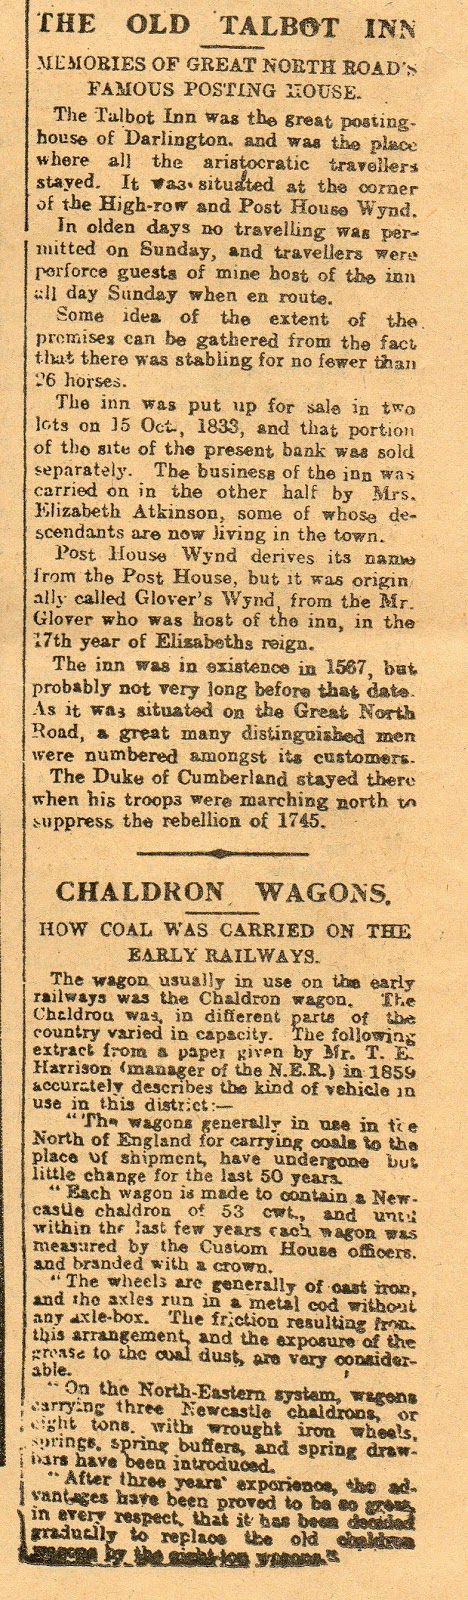 THE OLD TALBOT INN
MEMORIES OF GREAT NORTH ROAD'S
FAMOUS POSTING HOUSE.
The Talbot Inn was the great posting-
house of Darlington. and was the place
where all the aristocratic travellers
stayed. It was situated at the corner
of the High-row and Post House Wynd.
In olden days no travelling was per-
mitted on Sunday, and travellers were
perforce guests of mine host of the inn
all day Sunday when en route.
Some idea of the extent of the
premises can be gathered from the fact
that there was stabling for no fewer than
26 horses.
The inn was put up for sale in two
lots on 15 Oct., 1833, and that portion
of the site of the present bank was sold
separately. The business of the inn was
carried on in the other half by Mrs.
Elizabeth Atkinson, some of whose de-
scendants are now living in the town.
Post House Wynd derives its name
from the Post House, but it was origin
ally called Glover's Wynd, from the Mr.
Glover who was host of the inn, in the
17th year of Elizabeths reign.
The inn was in existence in 1567, but
probably not very long before that date.
As it was situated on the Great North
Road, a great many distinguished men
were numbered amongst its customers.
The Duke of Cumberland stayed there
when his troops were marching north to
suppress the rebellion of 1745.
CHALDRON WAGONS.
HOW COAL WAS CARRIED ON THE
EARLY RAILWAYS.
The wagon usually in use on the early
railways was the Chaldron wagon. The
Chaldron was, in different parts of the
country varied in capacity. The following
extract from a paper given by Mr. T. E.
Harrison (manager of the N.E.R.) in 1859
accurately describes the kind of vehicle in
use in this district:—
"The wagons generally in use in the
North of England for carrying coals to the
place of shipment, have undergone but
little change for the last 50 years.
"Each wagon is made to contain a New-
castle chaldron of 53 cwt., and until
within the last few years each wagon was
measured by the Custom House officers.
and branded with a crown.
"The wheels are generally of cast iron,
and the axles run in a metal cod without
any axle-box. The friction resulting from
this arrangement, and the exposure of the
grease to the coal dust, are very consider-
able.
"On the North-Eastern system, wagons
carrying three Newcastle chaldrons, or
eight tons, with wrought iron wheels,
springs, spring buffers, and spring draw-
bars have been introduced.
"After three years' experience, the ad-
vantages have been proved to be so great,
in every respect, that it has been decided
gradually to replace the old chaldron
wagons by the eight-ton wagons."